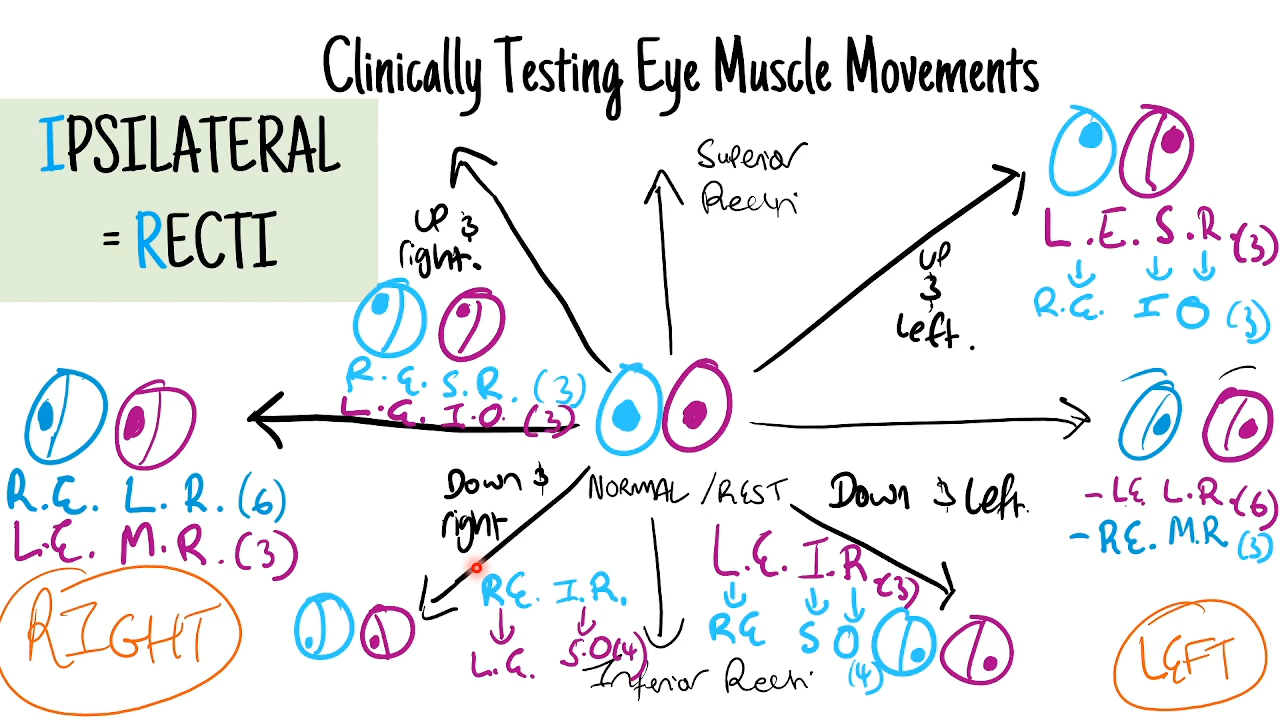 Clinically Testing Eye Muscle Movements
IPSILATERAL
= RECTI
Superior
Recti
UP &
right.
UP
&
Left.
L.E. S.R. (3)
R.E. I O (3)
R.E. S.R. (3)
L.E. I.O. (3)
R.E. L.R. (6)
L.E. M.R. (3)
- LE L.R. (6)
- RE. M.R (3)
Down &
right
NORMAL / REST
Down & Left.
RE. I.R.
L.E. S.O (4)
L.E. I.R. (3)
RE S O
(4)
Inferior Recti
RIGHT
LEFT